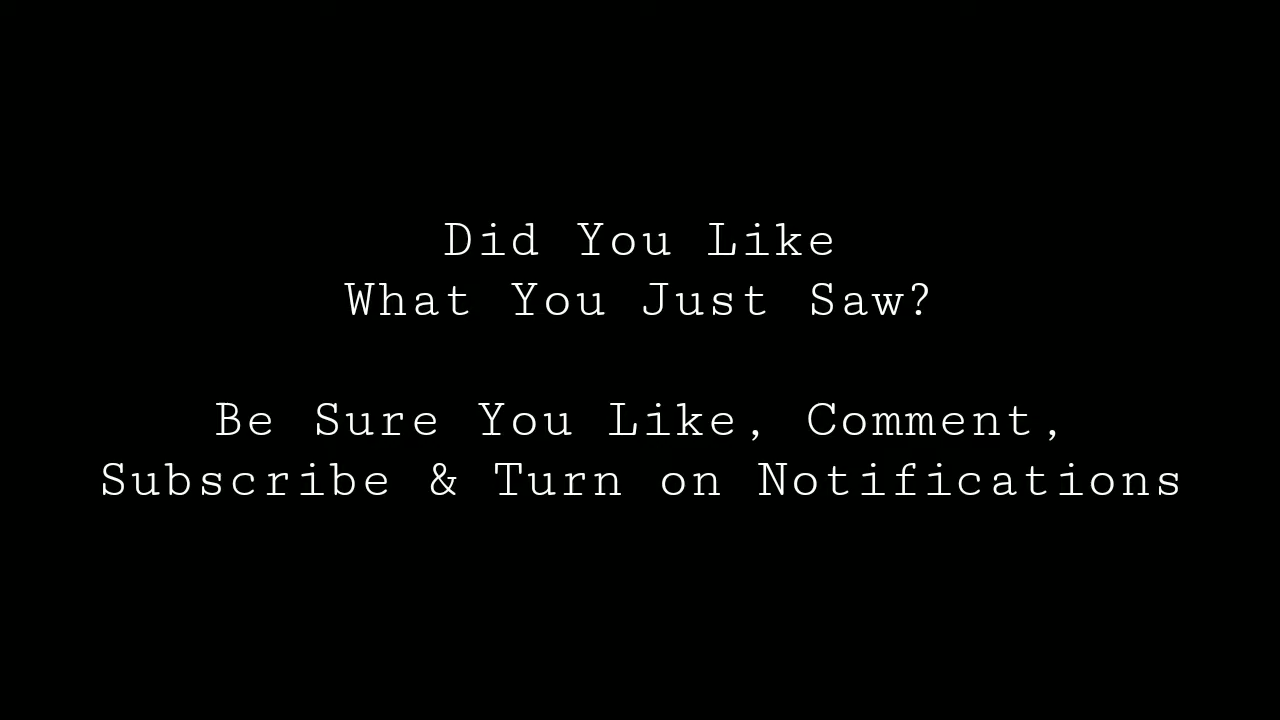 Did You Like
What You Just Saw?
Be Sure You Like, Comment,
Subscribe & Turn on Notifications